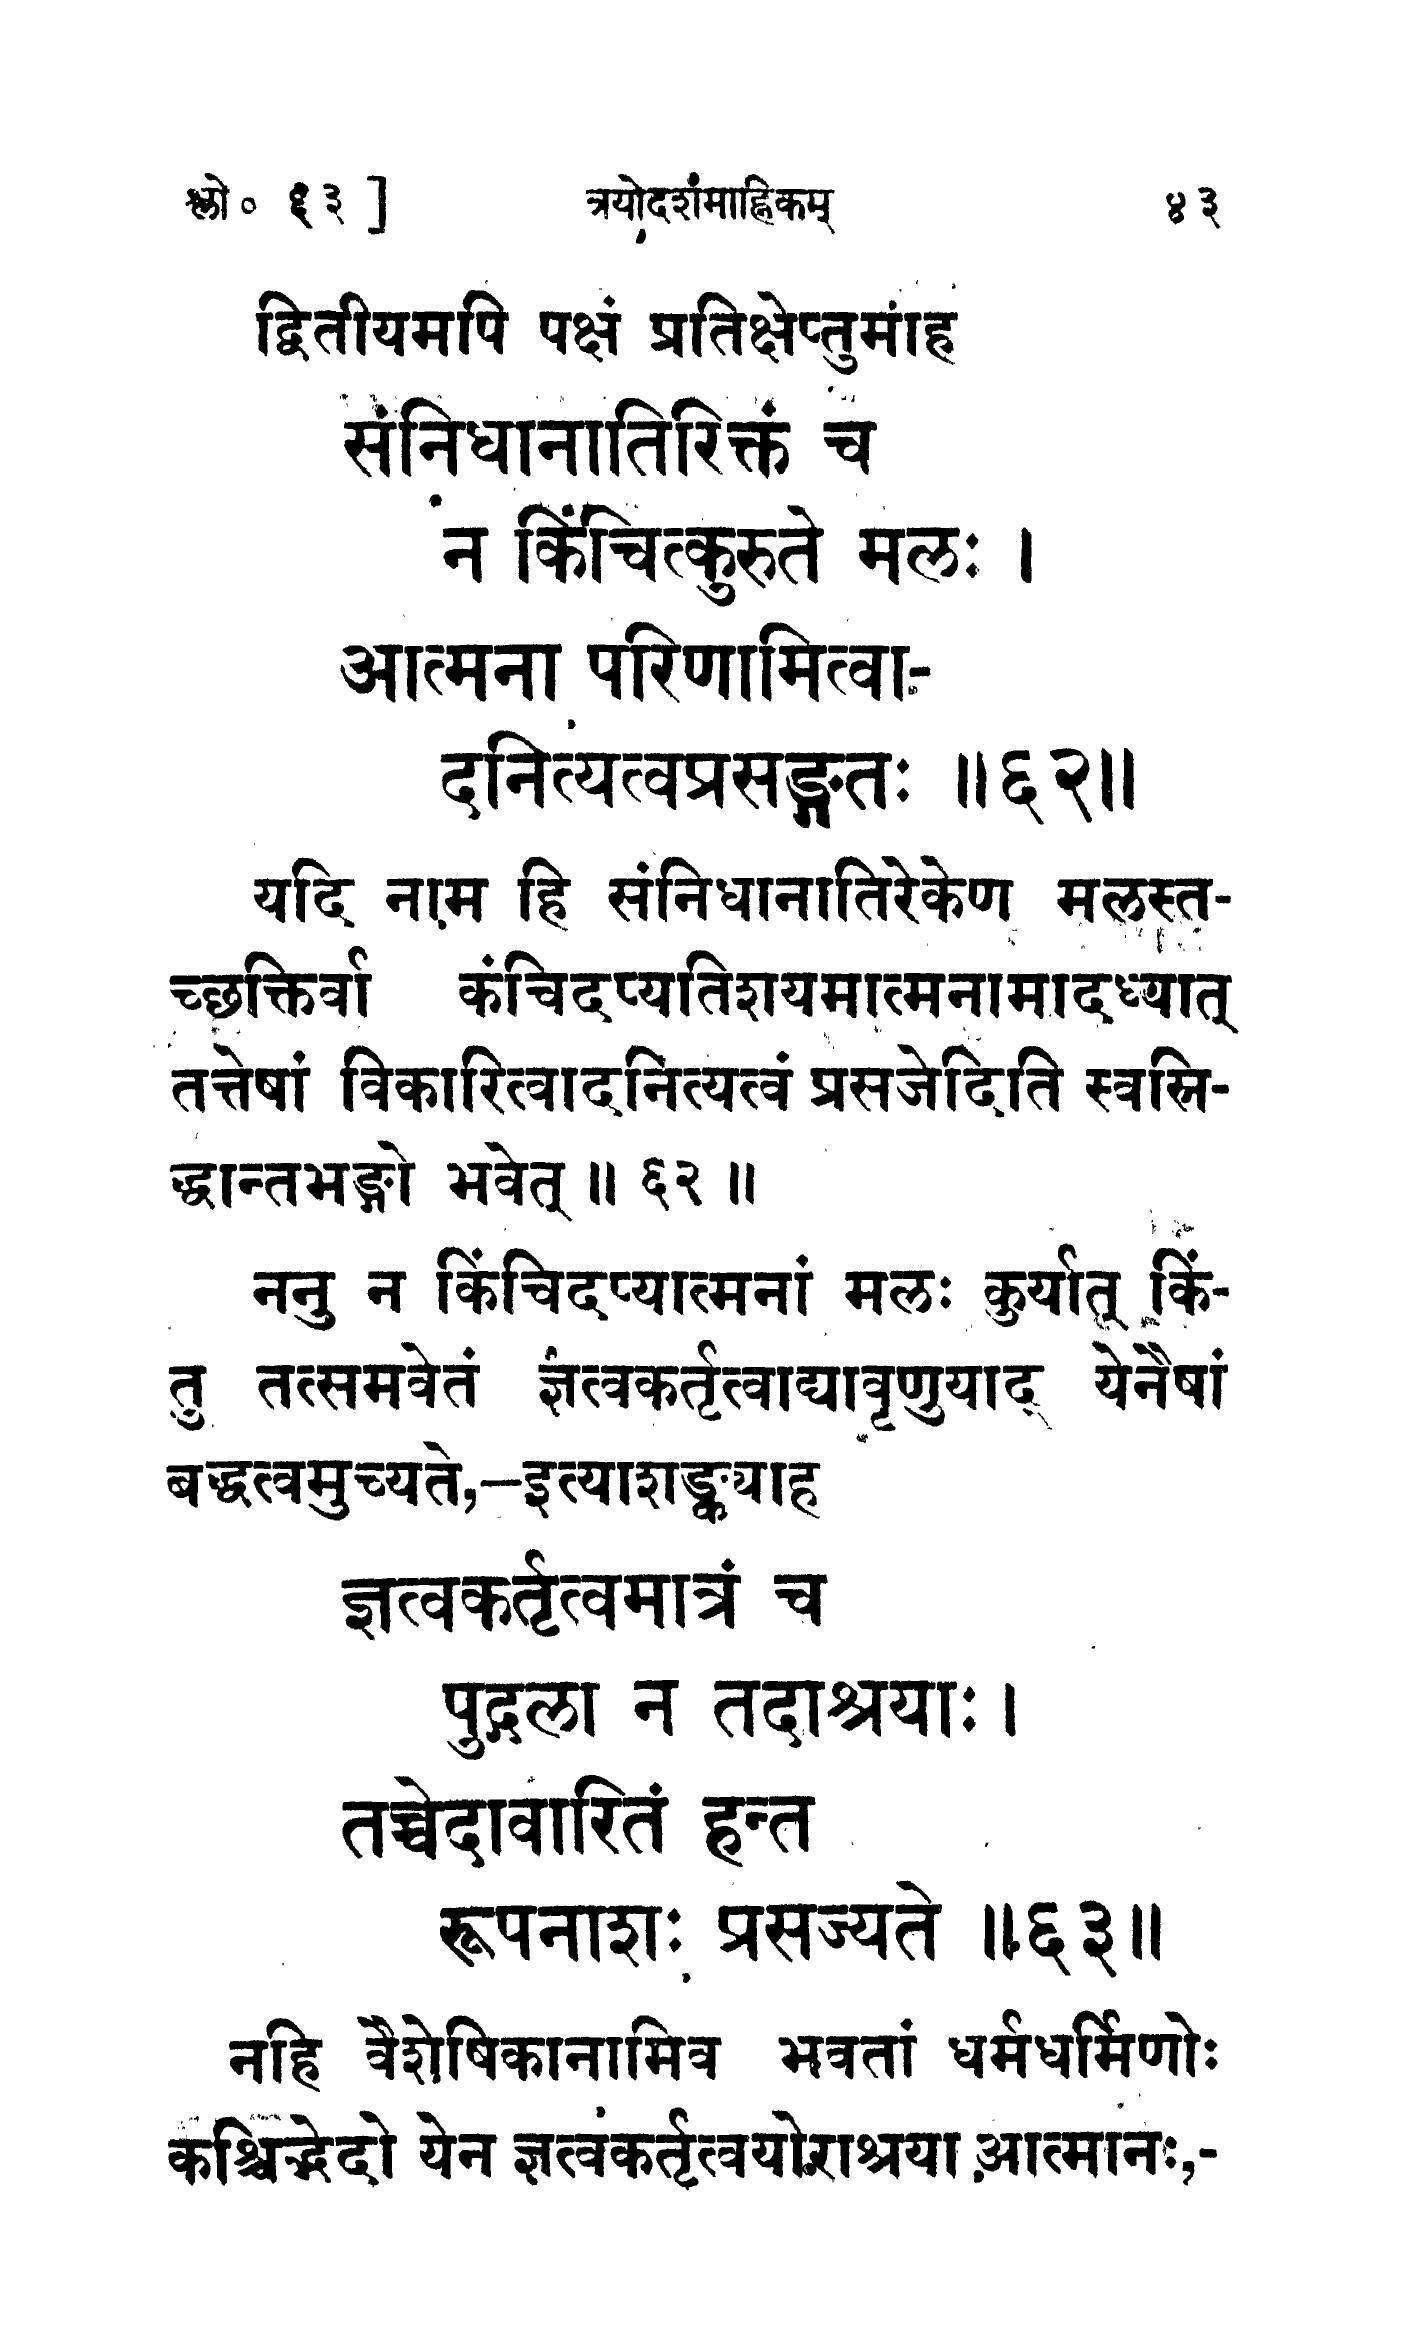 श्लो० ६३] त्रयोदशमाह्निकम् ४३
द्वितीयमपि पक्षं प्रतिक्षेप्तुमाह
संनिधानातिरिक्तं च
न किंचित्कुरुते मलः ।
आत्मना परिणामित्वा-
दनित्यत्वप्रसङ्गतः ॥६२॥
यदि नाम हि संनिधानातिरेकेण मलस्त-
च्छक्तिर्वा कंचिदप्यतिशयमात्मनामादध्यात्
तत्तेषां विकारित्वादनित्यत्वं प्रसजेदिति स्वसि-
द्धान्तभङ्गो भवेत् ॥ ६२ ॥
ननु न किंचिदप्यात्मनां मलः कुर्यात् किं-
तु तत्समवेतं ज्ञत्वकर्तृत्वाद्यावृणुयाद् येनैषां
बद्धत्वमुच्यते,—इत्याशङ्क्याह
ज्ञत्वकर्तृत्वमात्रं च
पुद्गला न तदाश्रयाः ।
तच्चेदावारितं हन्त
रूपनाशः प्रसज्यते ॥६३॥
नहि वैशेषिकानामिव भवतां धर्मधर्मिणोः
कश्चिद्भेदो येन ज्ञत्वकर्तृत्वयोराश्रया आत्मानः,-